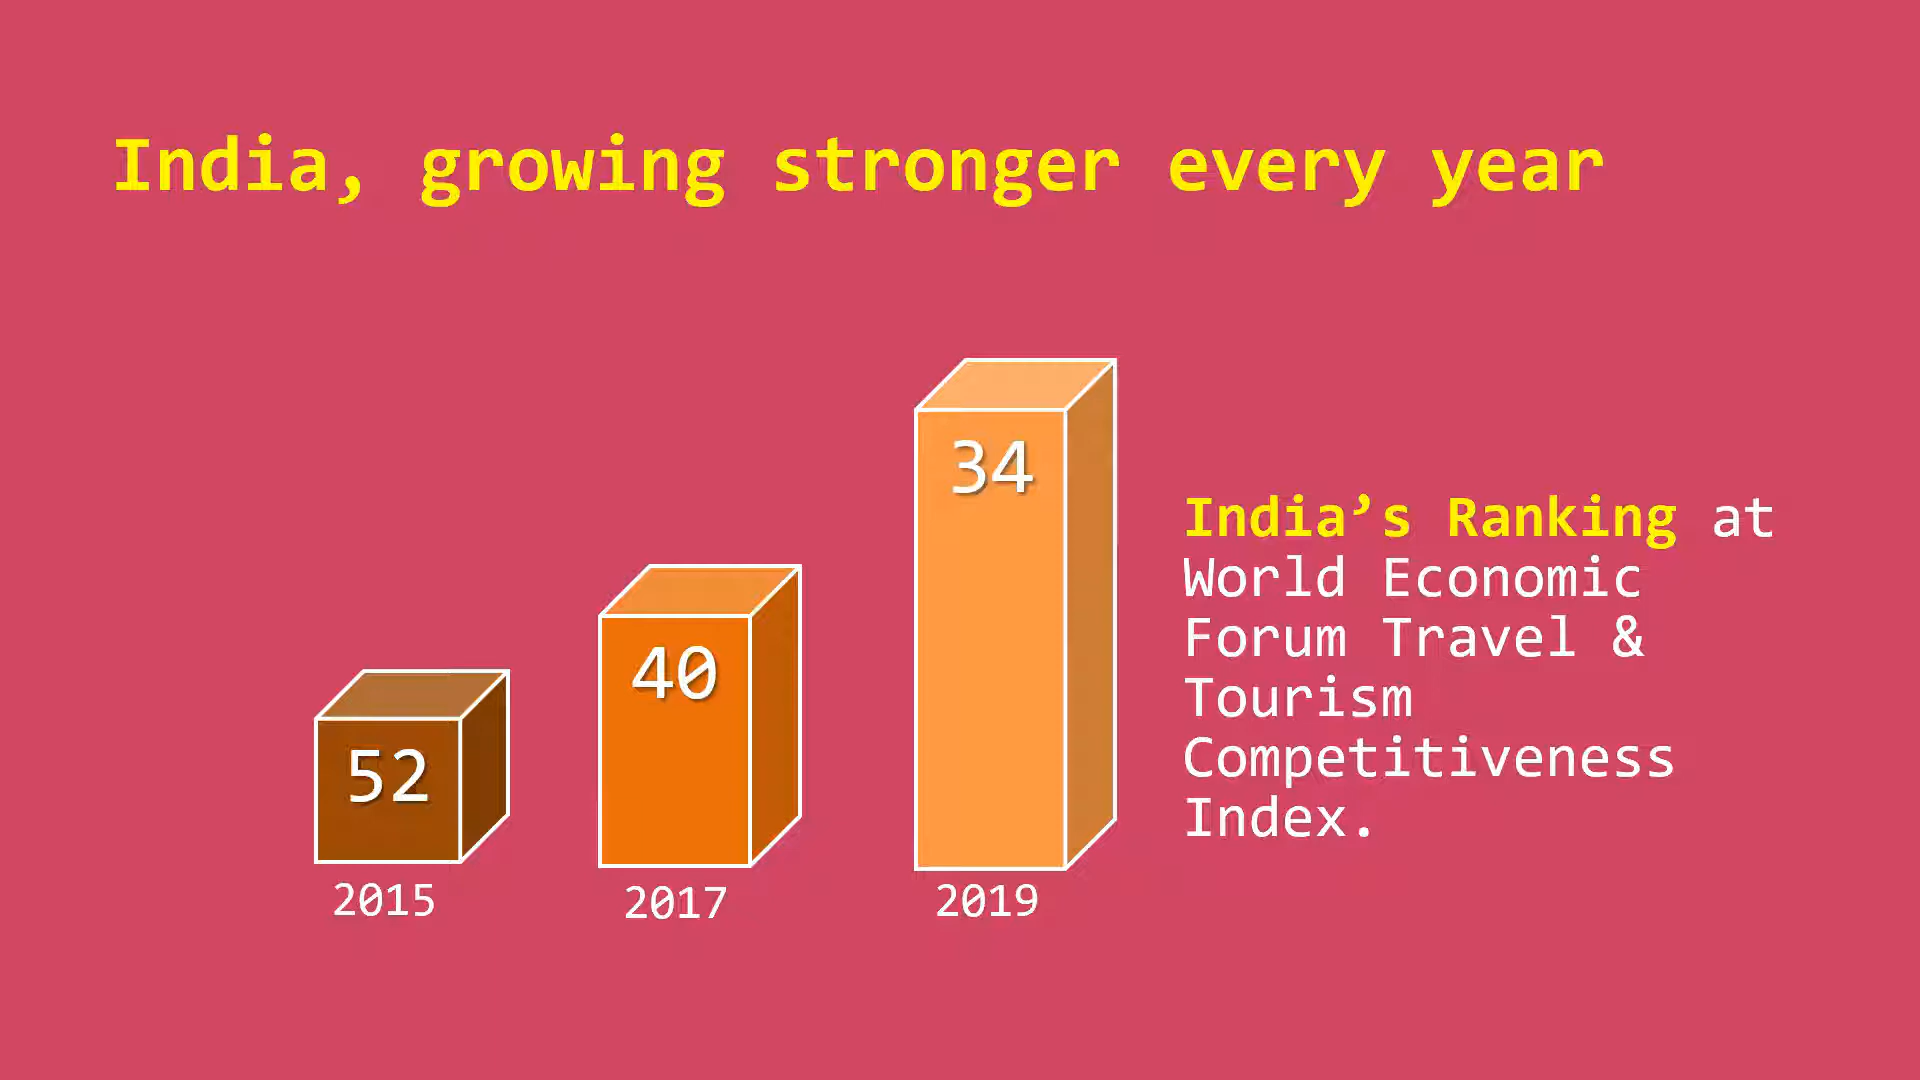 India, growing stronger every year
34
40
52
2015
2017
2019
India’s Ranking at
World Economic
Forum Travel &
Tourism
Competitiveness
Index.